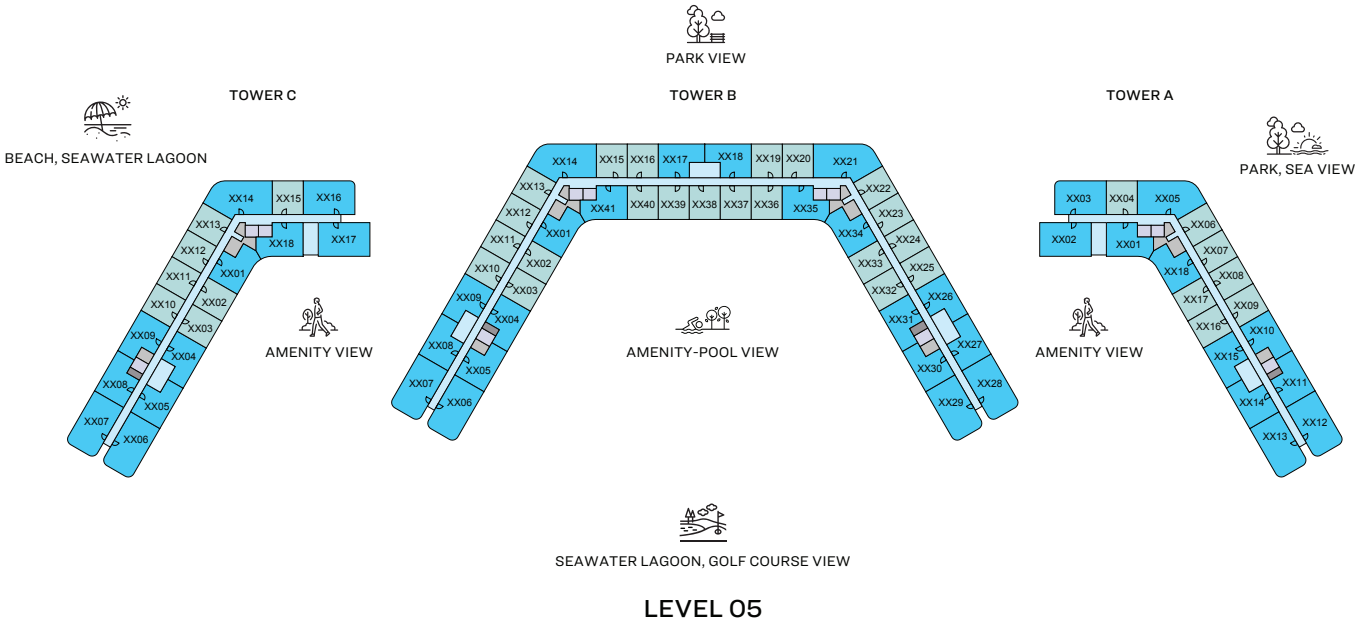 PARK VIEW
TOWER C
TOWER B
TOWER A
BEACH, SEAWATER LAGOON
PARK, SEA VIEW
XX14
XX15
XX16
XX13
XX12
XX11
XX10
XX09
XX08
XX07
XX17
XX18
XX01
XX02
XX03
XX04
XX05
XX06
XX14
XX15
XX16
XX17
XX18
XX19
XX20
XX21
XX13
XX12
XX11
XX10
XX09
XX08
XX07
XX41
XX40
XX39
XX38
XX37
XX36
XX35
XX01
XX02
XX03
XX04
XX05
XX06
XX22
XX23
XX24
XX25
XX26
XX27
XX28
XX34
XX33
XX32
XX31
XX30
XX29
XX03
XX04
XX05
XX02
XX01
XX06
XX07
XX08
XX09
XX10
XX11
XX12
XX18
XX17
XX16
XX15
XX14
XX13
AMENITY VIEW
AMENITY-POOL VIEW
AMENITY VIEW
SEAWATER LAGOON, GOLF COURSE VIEW
LEVEL 05